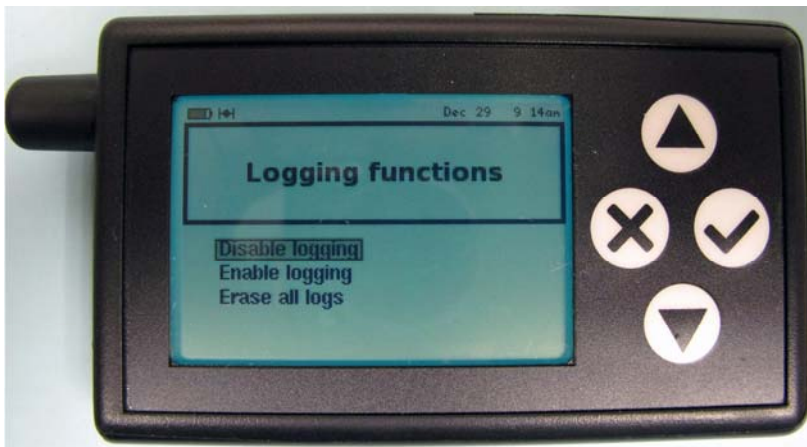 Dec 29 9 14am
Logging functions
Disable logging
Enable logging
Erase all logs